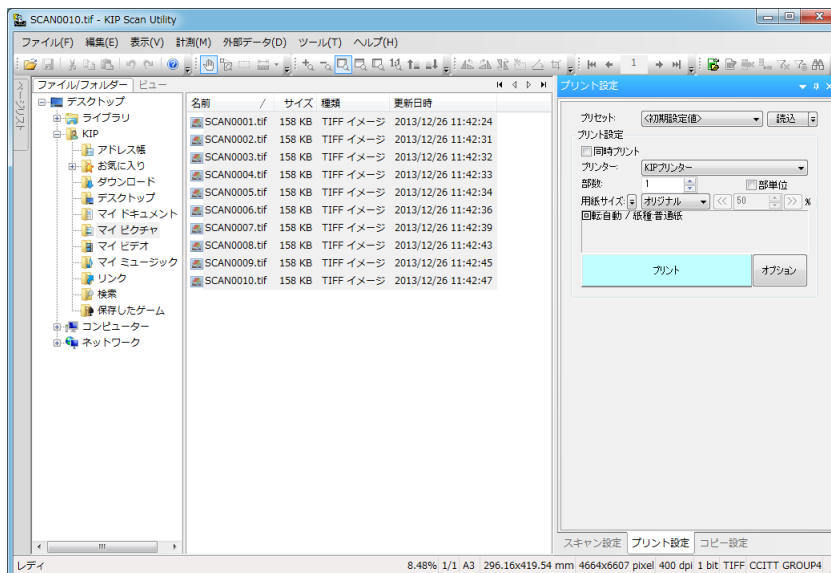 SCAN0010.tif - KIP Scan Utility
ファイル(F) 編集(E) 表示(V) 計測(M) 外部データ(D) ツール(T) ヘルプ(H)
1
ページリスト
ファイル/フォルダー ビュー
デスクトップ
ライブラリ
KIP
アドレス帳
お気に入り
ダウンロード
デスクトップ
マイ ドキュメント
マイ ピクチャ
マイ ビデオ
マイ ミュージック
リンク
検索
保存したゲーム
コンピューター
ネットワーク
名前 / サイズ 種類 更新日時
SCAN0001.tif 158 KB TIFF イメージ 2013/12/26 11:42:24
SCAN0002.tif 158 KB TIFF イメージ 2013/12/26 11:42:31
SCAN0003.tif 158 KB TIFF イメージ 2013/12/26 11:42:32
SCAN0004.tif 158 KB TIFF イメージ 2013/12/26 11:42:33
SCAN0005.tif 158 KB TIFF イメージ 2013/12/26 11:42:34
SCAN0006.tif 158 KB TIFF イメージ 2013/12/26 11:42:36
SCAN0007.tif 158 KB TIFF イメージ 2013/12/26 11:42:39
SCAN0008.tif 158 KB TIFF イメージ 2013/12/26 11:42:43
SCAN0009.tif 158 KB TIFF イメージ 2013/12/26 11:42:45
SCAN0010.tif 158 KB TIFF イメージ 2013/12/26 11:42:47
プリント設定
プリセット: <初期設定値> 読込
プリント設定
同時プリント
プリンター: KIPプリンター
部数: 1 部単位
用紙サイズ: オリジナル << 50 >> %
回転:自動 / 紙種:普通紙
プリント オプション
スキャン設定 プリント設定 コピー設定
レディ 8.48% 1/1 A3 296.16x419.54 mm 4664x6607 pixel 400 dpi 1 bit TIFF CCITT GROUP4